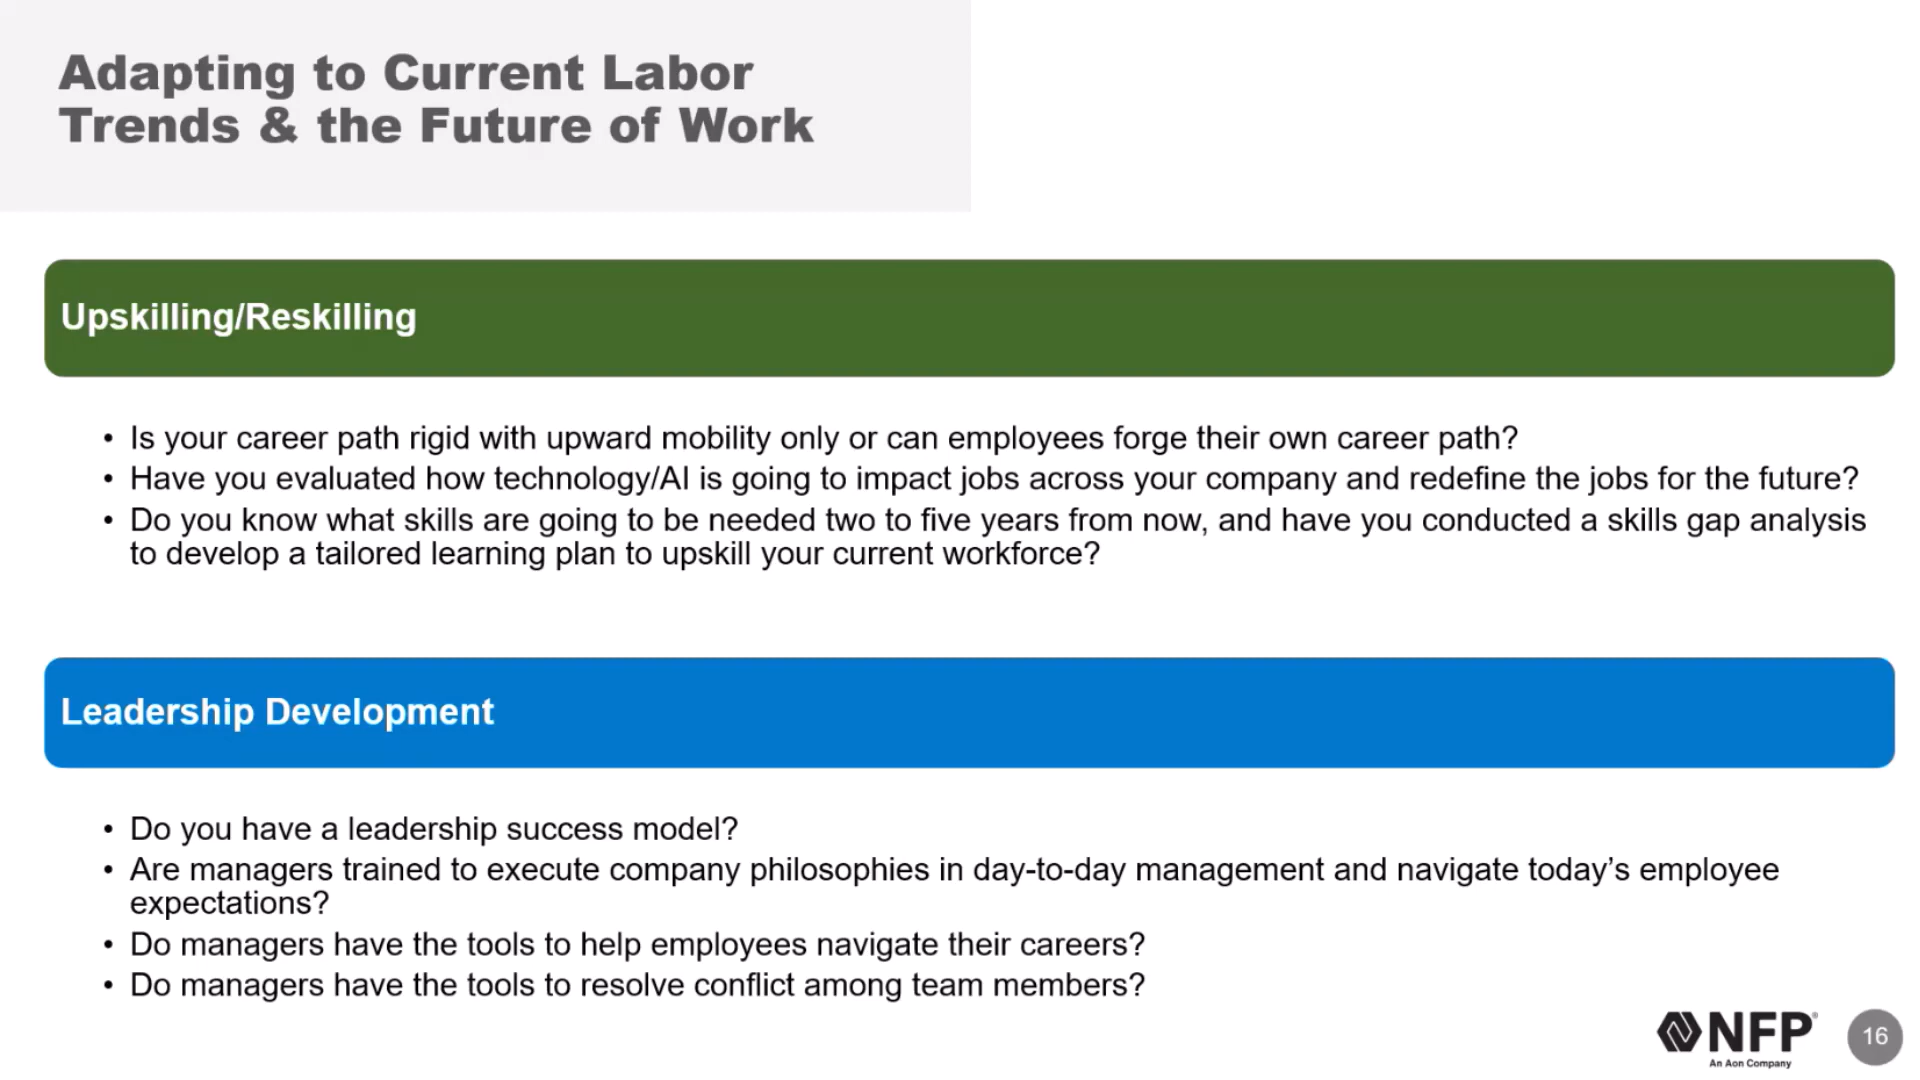 Adapting to Current Labor
Trends & the Future of Work
Upskilling/Reskilling
• Is your career path rigid with upward mobility only or can employees forge their own career path?
• Have you evaluated how technology/AI is going to impact jobs across your company and redefine the jobs for the future?
• Do you know what skills are going to be needed two to five years from now, and have you conducted a skills gap analysis
to develop a tailored learning plan to upskill your current workforce?
Leadership Development
• Do you have a leadership success model?
• Are managers trained to execute company philosophies in day-to-day management and navigate today’s employee
expectations?
• Do managers have the tools to help employees navigate their careers?
• Do managers have the tools to resolve conflict among team members?
NFP®
An Aon Company
16